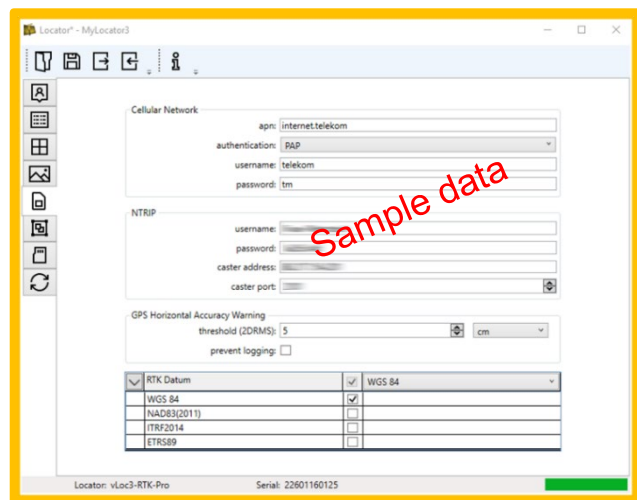 Locator* - MyLocator3
Cellular Network
apn: internet.telekom
authentication: PAP
username: telekom
password: tm
Sample data
NTRIP
username:
password:
caster address:
caster port:
GPS Horizontal Accuracy Warning
threshold (2DRMS): 5 cm
prevent logging:
RTK Datum WGS 84
WGS 84
NAD83(2011)
ITRF2014
ETRS89
Locator: vLoc3-RTK-Pro Serial: 22601160125